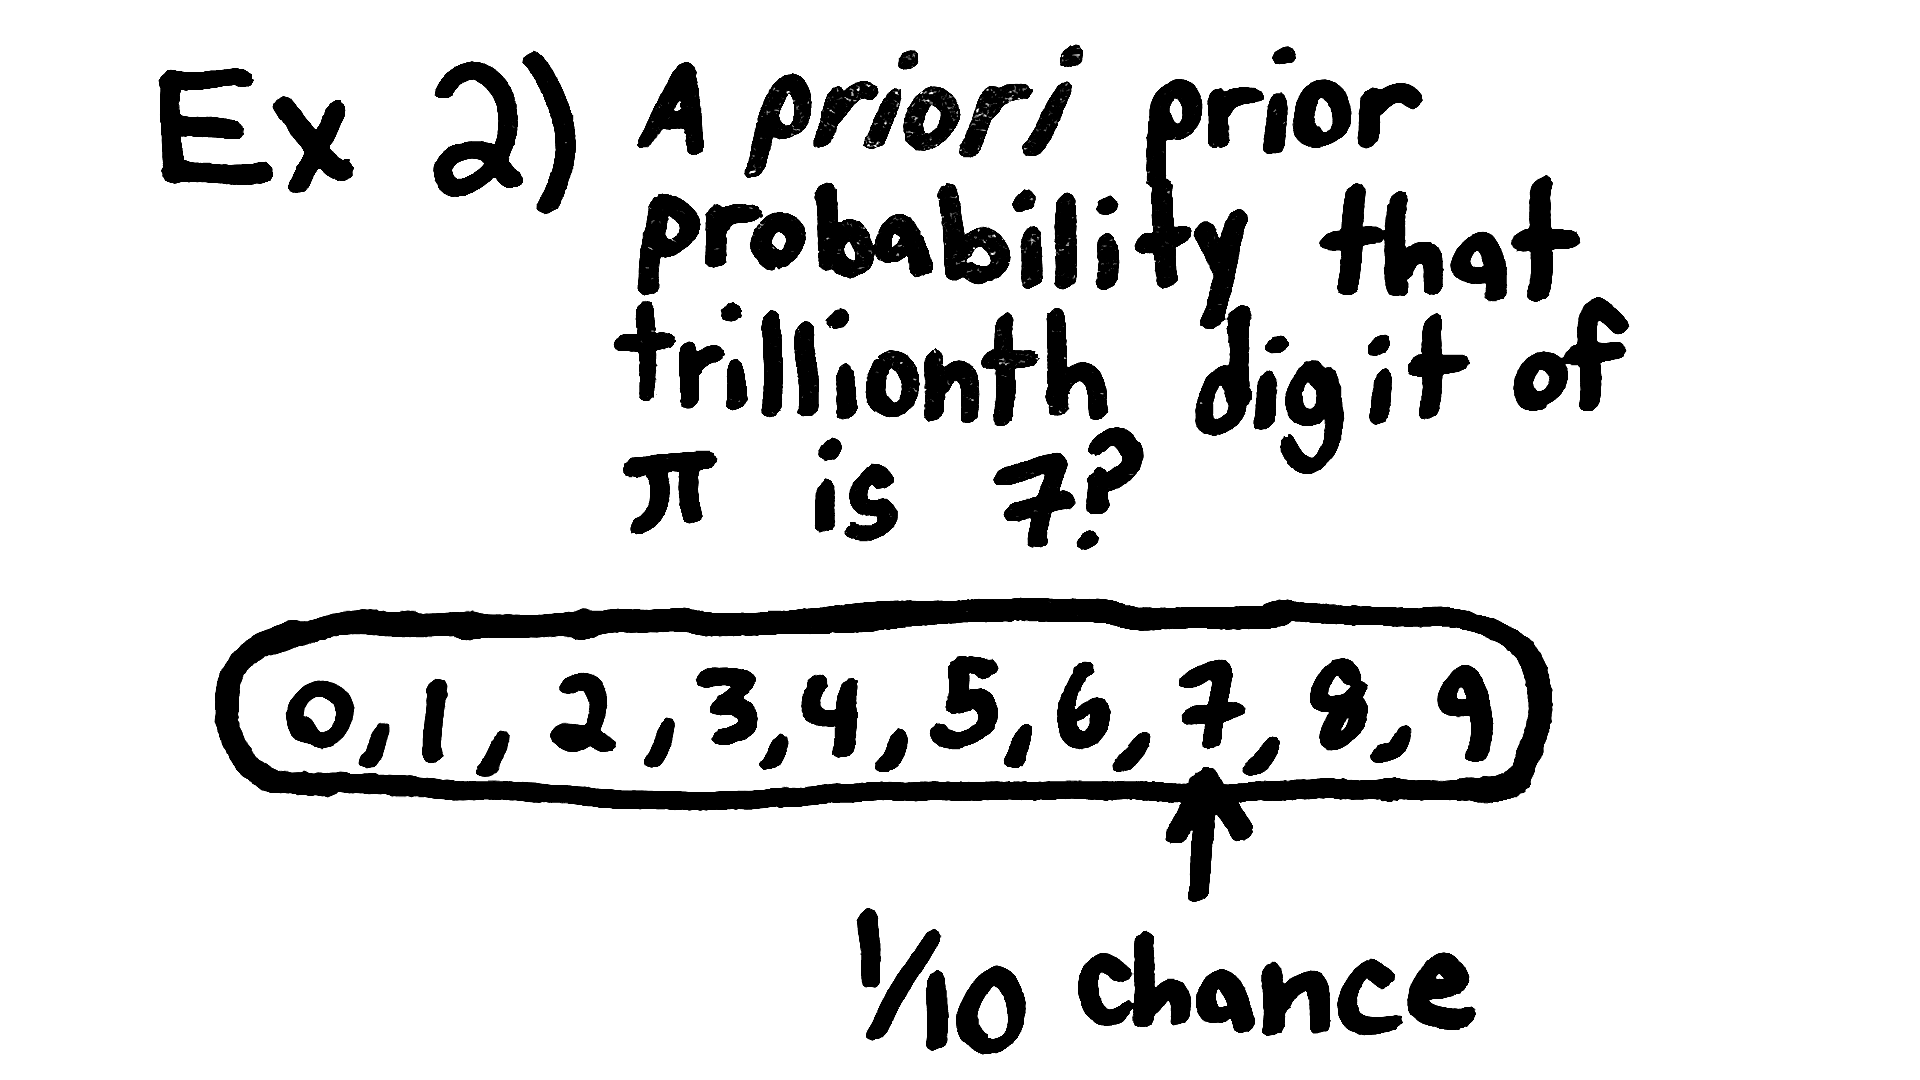 Ex 2) A priori prior
probability that
trillionth digit of
π is 7?
0, 1, 2, 3, 4, 5, 6, 7, 8, 9
1/10 chance